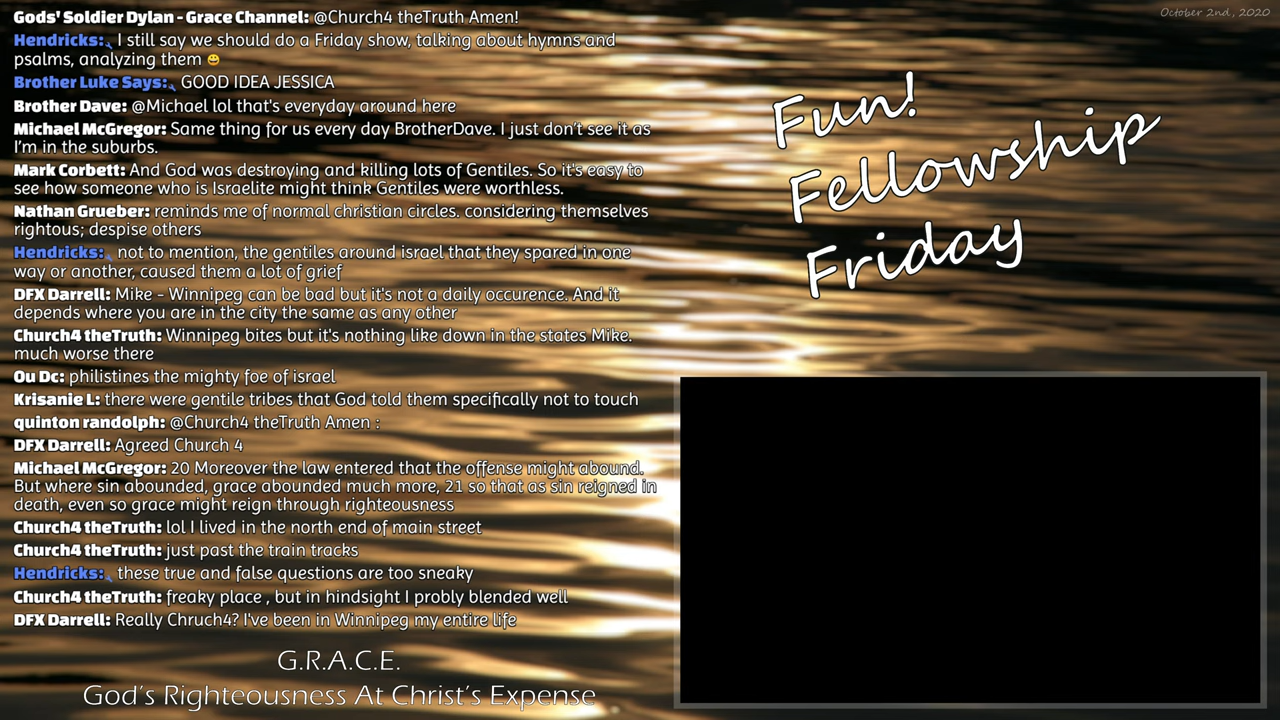 Gods' Soldier Dylan - Grace Channel: @Church4 theTruth Amen!
Hendricks: I still say we should do a Friday show, talking about hymns and
psalms, analyzing them 😀
Brother Luke Says: GOOD IDEA JESSICA
Brother Dave: @Michael lol that's everyday around here
Michael McGregor: Same thing for us every day BrotherDave. I just don't see it as
I'm in the suburbs.
Mark Corbett: And God was destroying and killing lots of Gentiles. So it's easy to
see how someone who is Israelite might think Gentiles were worthless.
Nathan Grueber: reminds me of normal christian circles. considering themselves
rightous; despise others
Hendricks: not to mention, the gentiles around israel that they spared in one
way or another, caused them a lot of grief
DFX Darrell: Mike - Winnipeg can be bad but it's not a daily occurence. And it
depends where you are in the city the same as any other
Church4 theTruth: Winnipeg bites but it's nothing like down in the states Mike.
much worse there
Ou Dc: philistines the mighty foe of israel
Krisanie L: there were gentile tribes that God told them specifically not to touch
quinton randolph: @Church4 theTruth Amen :
DFX Darrell: Agreed Church 4
Michael McGregor: 20 Moreover the law entered that the offense might abound.
But where sin abounded, grace abounded much more, 21 so that as sin reigned in
death, even so grace might reign through righteousness
Church4 theTruth: lol I lived in the north end of main street
Church4 theTruth: just past the train tracks
Hendricks: these true and false questions are too sneaky
Church4 theTruth: freaky place , but in hindsight I probly blended well
DFX Darrell: Really Chruch4? I've been in Winnipeg my entire life
G.R.A.C.E.
God's Righteousness At Christ's Expense
October 2nd, 2020
Fun!
Fellowship
Friday